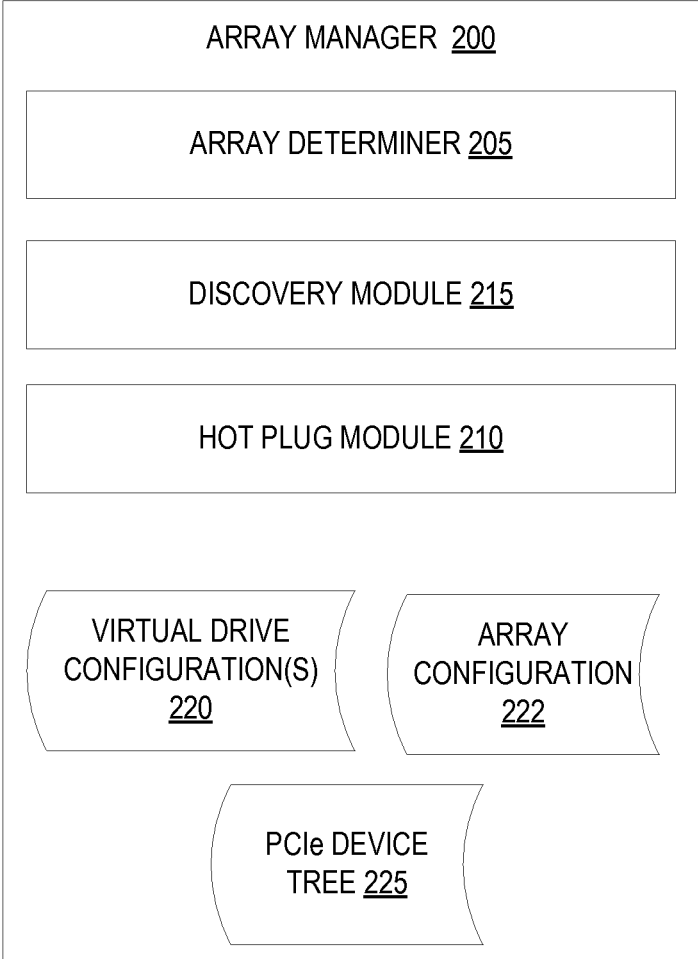 ARRAY MANAGER 200
ARRAY DETERMINER 205
DISCOVERY MODULE 215
HOT PLUG MODULE 210
VIRTUAL DRIVE
CONFIGURATION(S)
220
ARRAY
CONFIGURATION
222
PCIe DEVICE
TREE 225